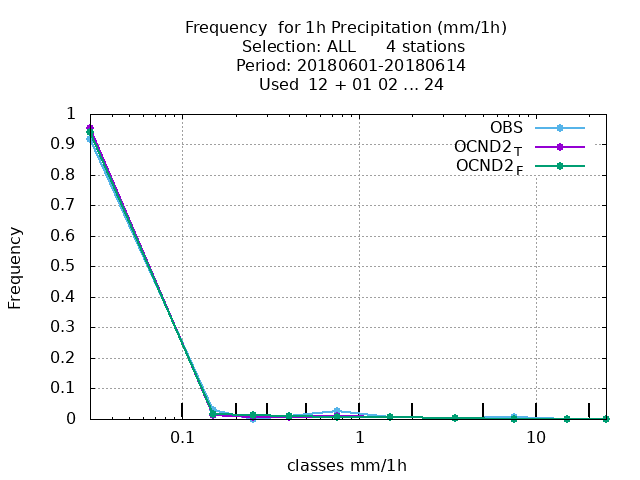 Frequency  for 1h Precipitation (mm/1h)
Selection: ALL      4 stations
Period: 20180601-20180614
Used  12 + 01 02 ... 24
OBS
OCND2_T
OCND2_F
1
0.9
0.8
0.7
0.6
0.5
0.4
0.3
0.2
0.1
0
Frequency
0.1
1
10
classes mm/1h